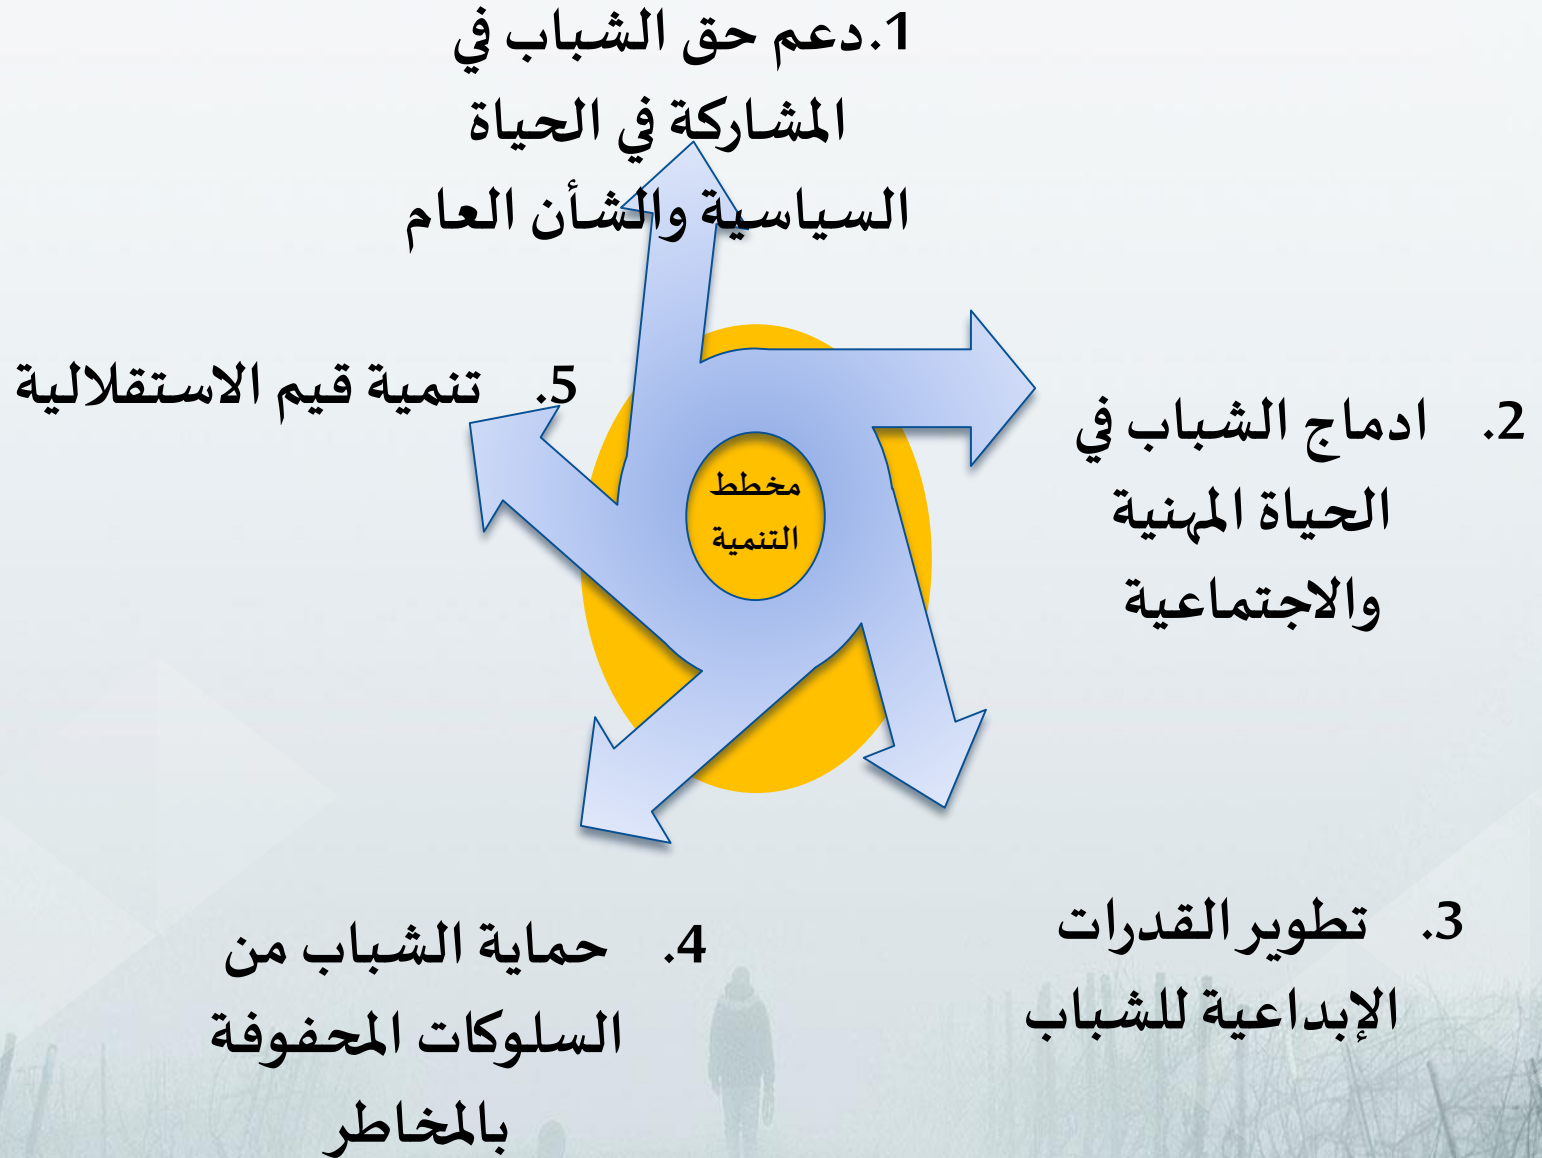 1.دعم حق الشباب في
المشاركة في الحياة
السياسية والشأن العام
2. ادماج الشباب في
الحياة المهنية
والاجتماعية
3. تطوير القدرات
الإبداعية للشباب
4. حماية الشباب من
السلوكات المحفوفة
بالمخاطر
5. تنمية قيم الاستقلالية
مخطط
التنمية